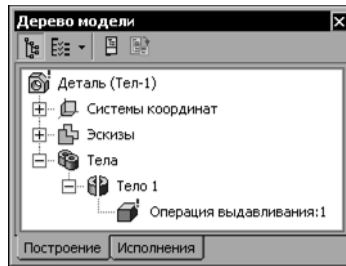 Дерево модели
Деталь (Тел-1)
Системы координат
Эскизы
Тела
Тело 1
Операция выдавливания:1
Построение Исполнения